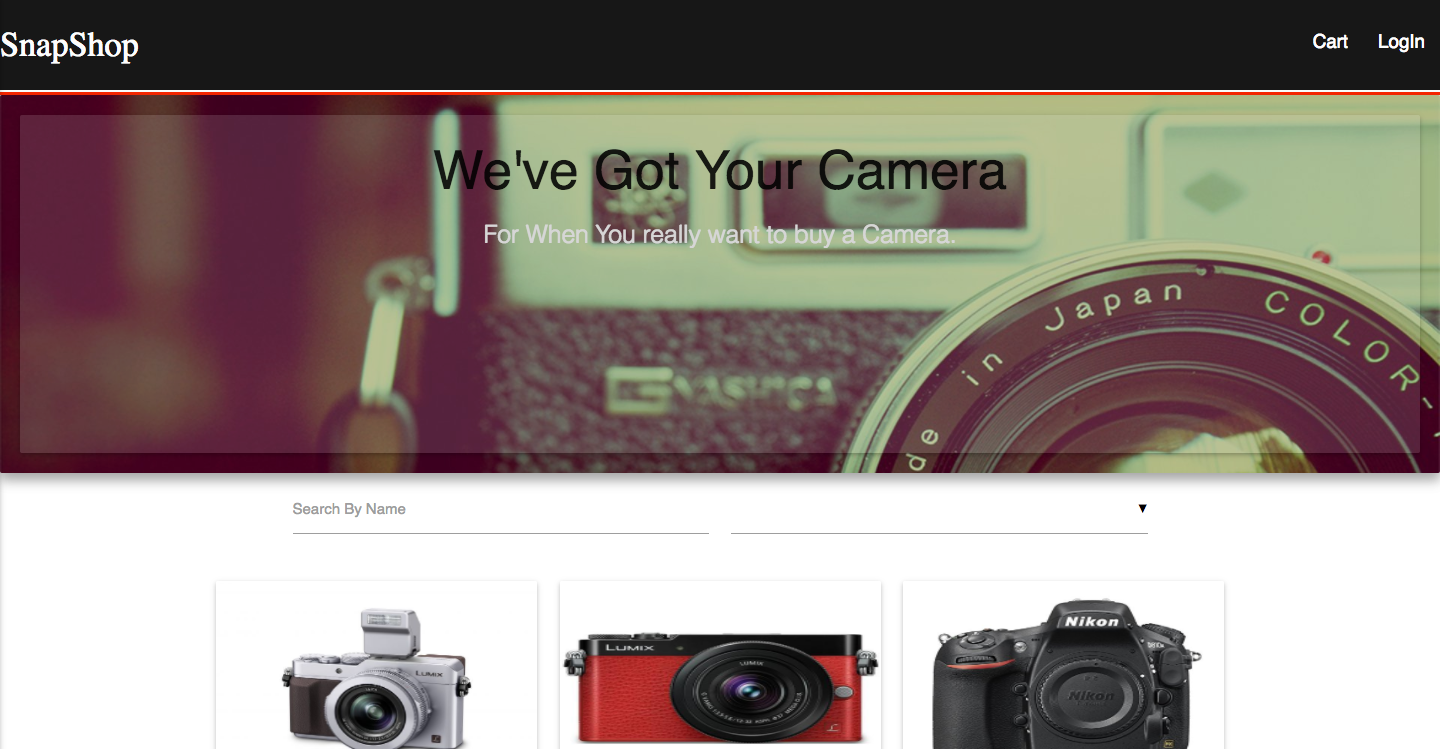 SnapShop
Cart LogIn
We've Got Your Camera
For When You really want to buy a Camera.
de in Japan COLOR-
YASHICA
Search By Name
▼
LUMIX
LUMIX
LUMIX
Nikon
Nikon